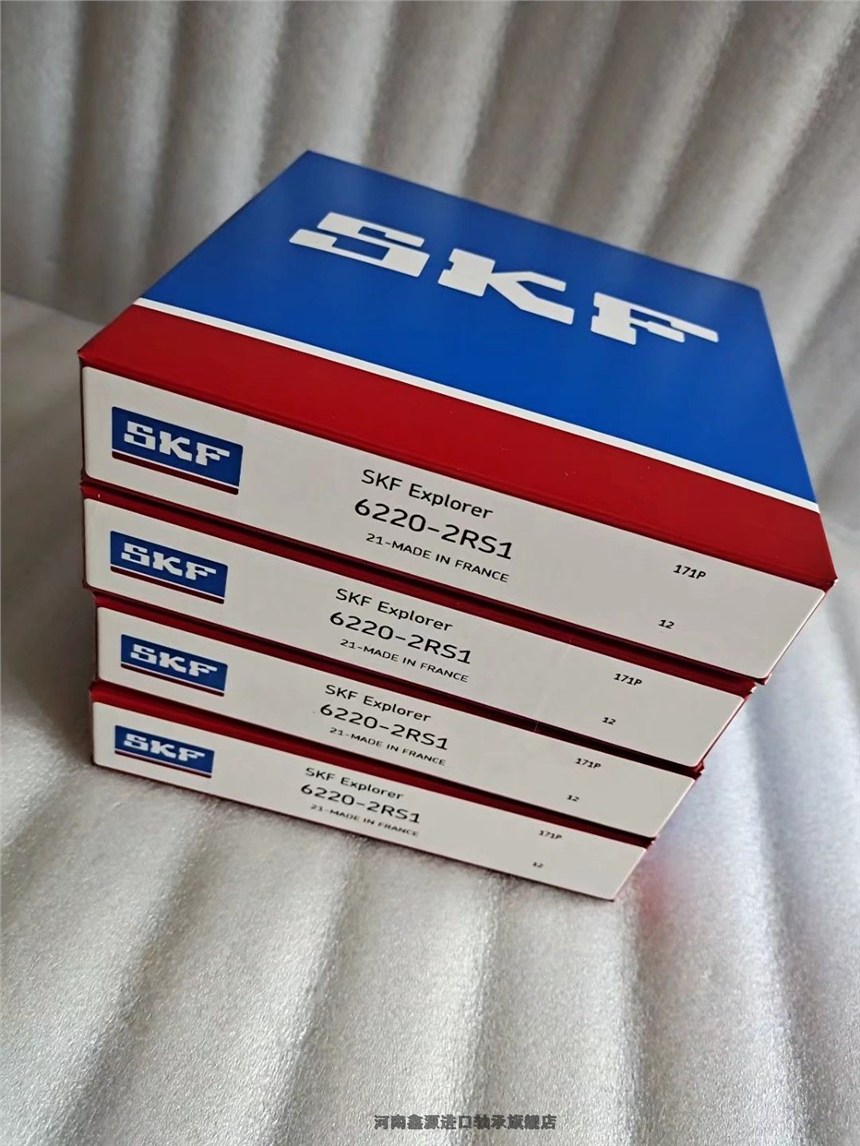 SKF
SKF
SKF Explorer
6220-2RS1
21-MADE IN FRANCE
171P
12
SKF
SKF Explorer
6220-2RS1
21-MADE IN FRANCE
171P
12
SKF
SKF Explorer
6220-2RS1
21-MADE IN FRANCE
171P
12
SKF
SKF Explorer
6220-2RS1
21-MADE IN FRANCE
171P
12
河南鑫源进口轴承旗舰店